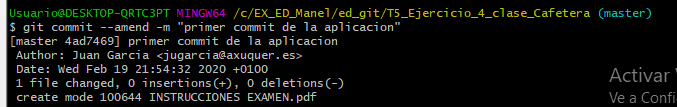 Usuario@DESKTOP-QRTC3PT MINGW64 /c/EX_ED_Manel/ed_git/T5_Ejercicio_4_clase_Cafetera (master)
$ git commit --amend -m "primer commit de la aplicacion"
[master 4ad7469] primer commit de la aplicacion
 Author: Juan Garcia <jugarcia@axuquer.es>
 Date: Wed Feb 19 21:54:32 2020 +0100
 1 file changed, 0 insertions(+), 0 deletions(-)
 create mode 100644 INSTRUCCIONES EXAMEN.pdf
Activar
Ve a Confi